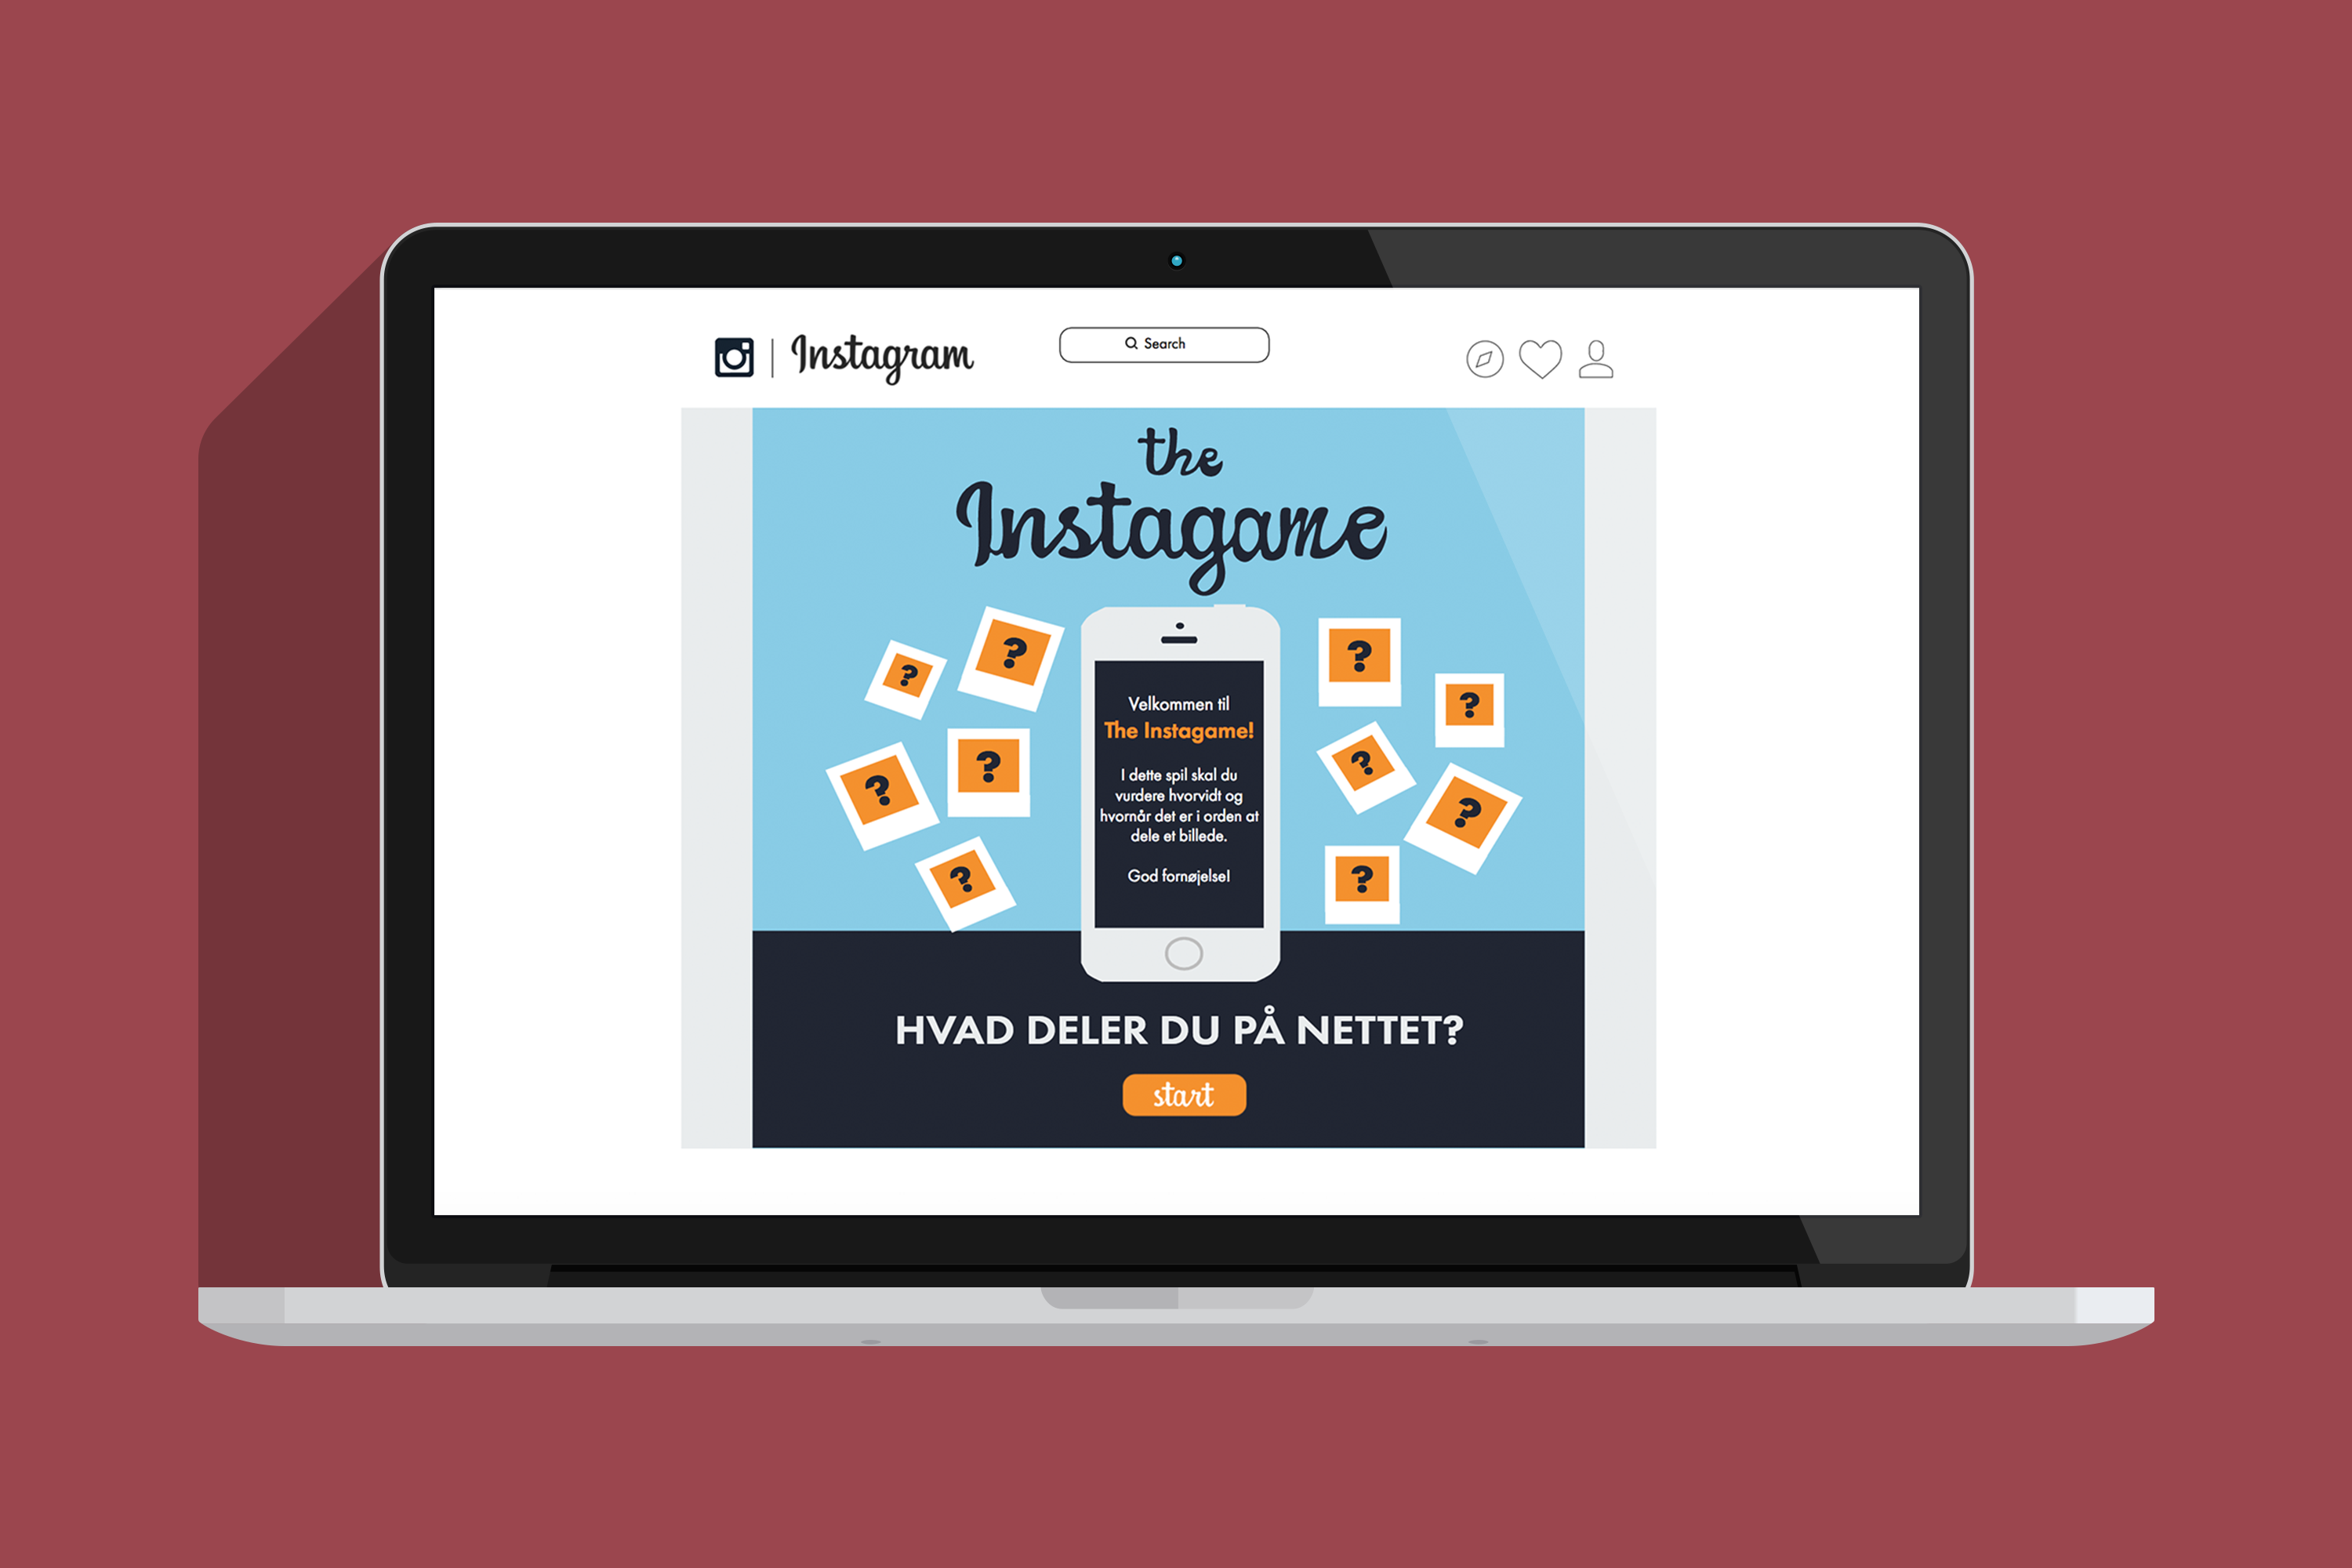 Instagram
Search
the
Instagame
?
?
?
?
?
?
?
?
?
?
Velkommen til
The Instagame!
I dette spil skal du
vurdere hvorvidt og
hvornår det er i orden at
dele et billede.
God fornøjelse!
HVAD DELER DU PÅ NETTET?
start